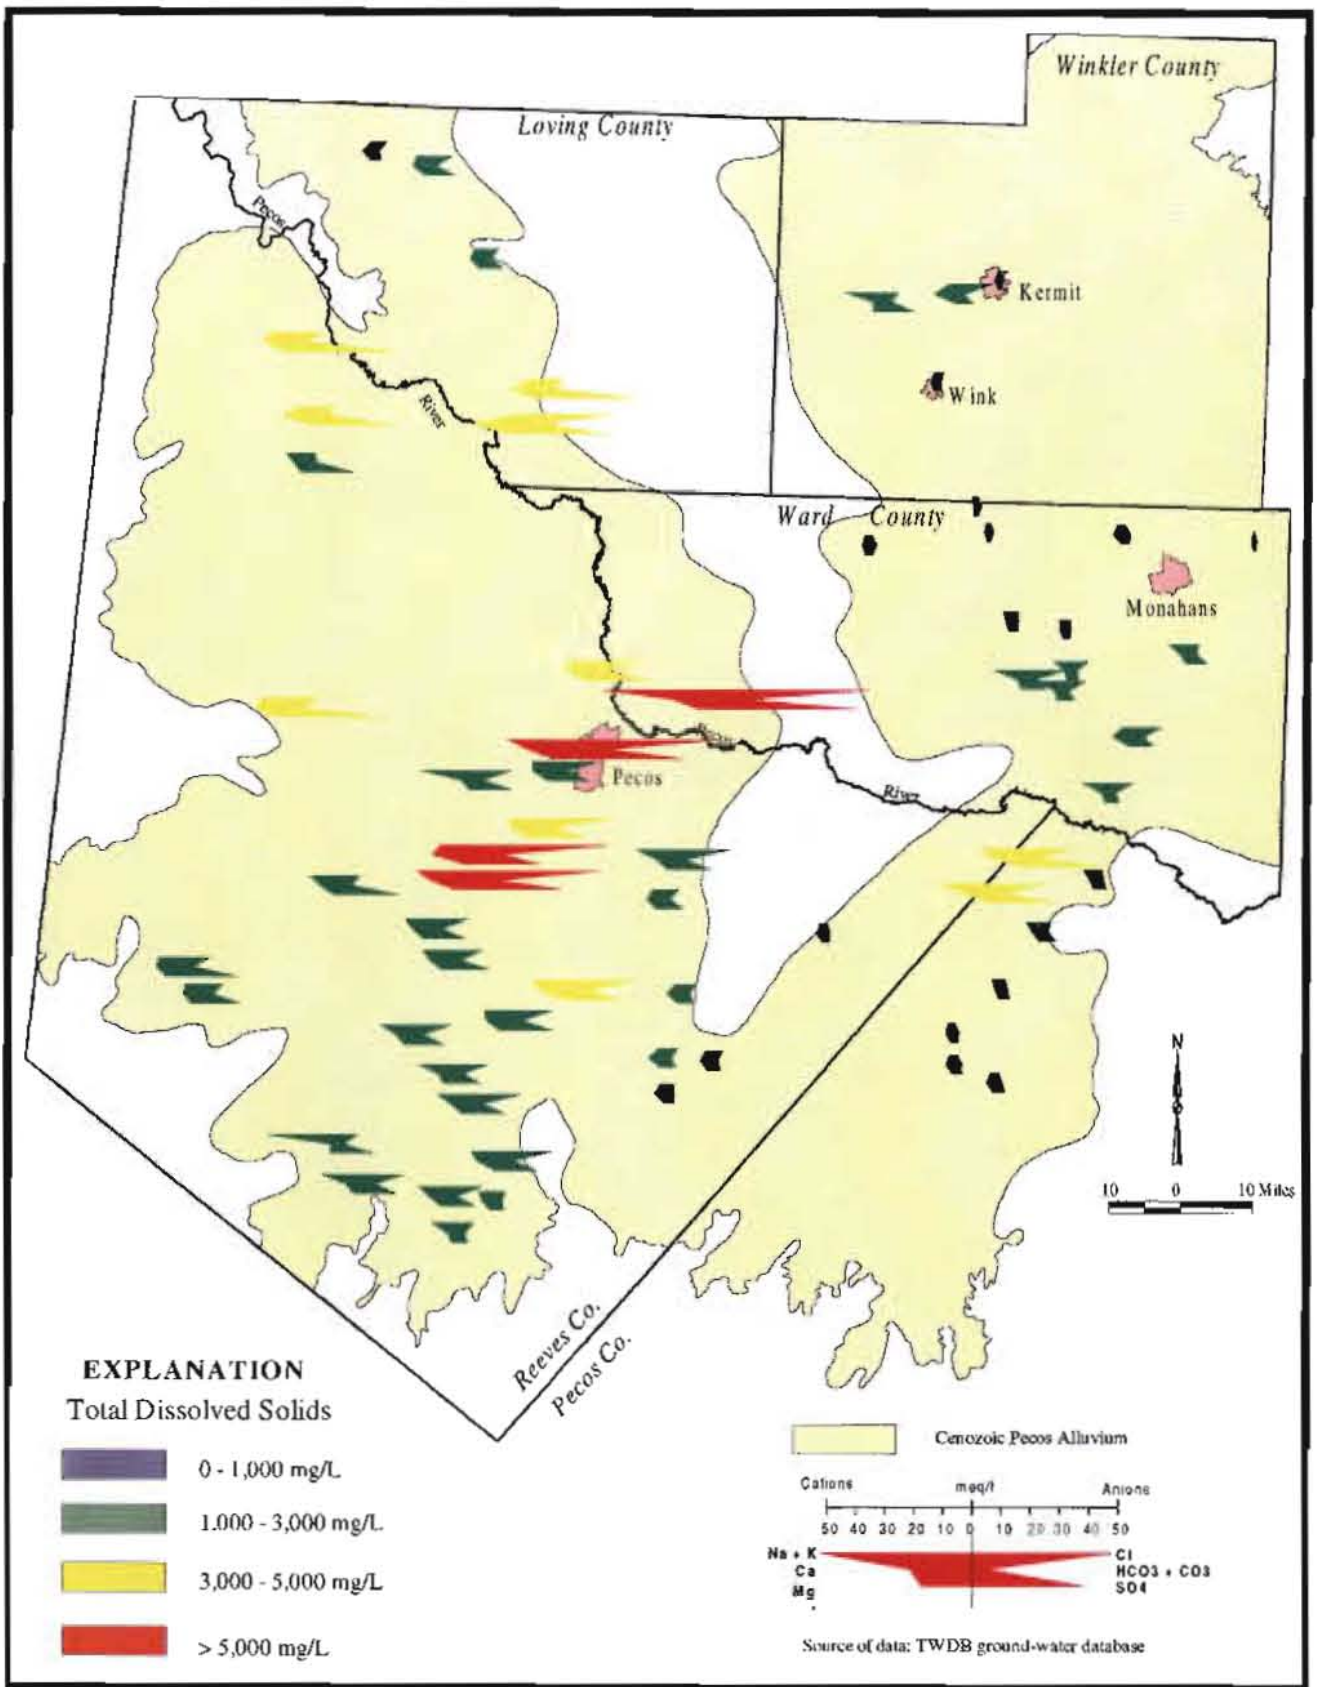 Winkler County
Loving County
Pecos
River
Kermit
Wink
Ward County
Monahans
Pecos
River
N
10 0 10 Miles
Reeves Co.
Pecos Co.
EXPLANATION
Total Dissolved Solids
0 - 1,000 mg/L
1.000 - 3,000 mg/L
3,000 - 5,000 mg/L
> 5,000 mg/L
Cenozoic Pecos Alluvium
Cations meq/l Anions
50 40 30 20 10 0 10 20 30 40 50
Na + K Cl
Ca HCO3 + CO3
Mg SO4
Source of data: TWDB ground-water database